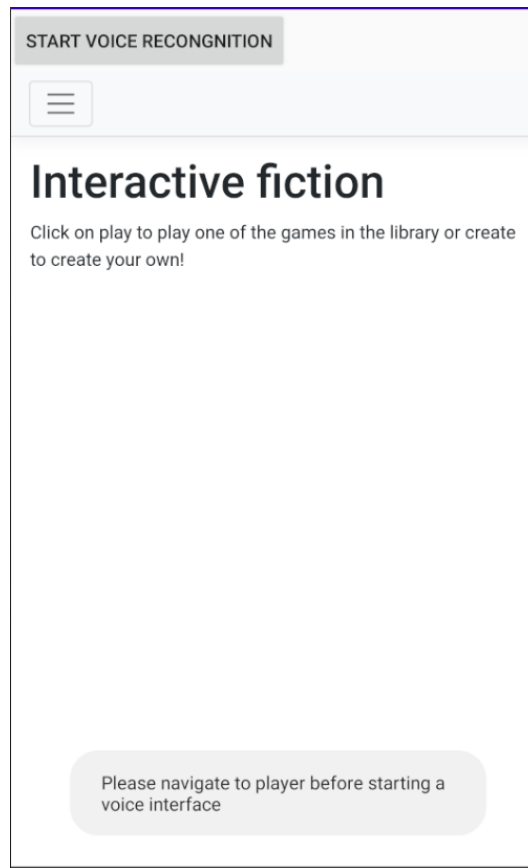 START VOICE RECONGNITION
Interactive fiction
Click on play to play one of the games in the library or create
to create your own!
Please navigate to player before starting a
voice interface